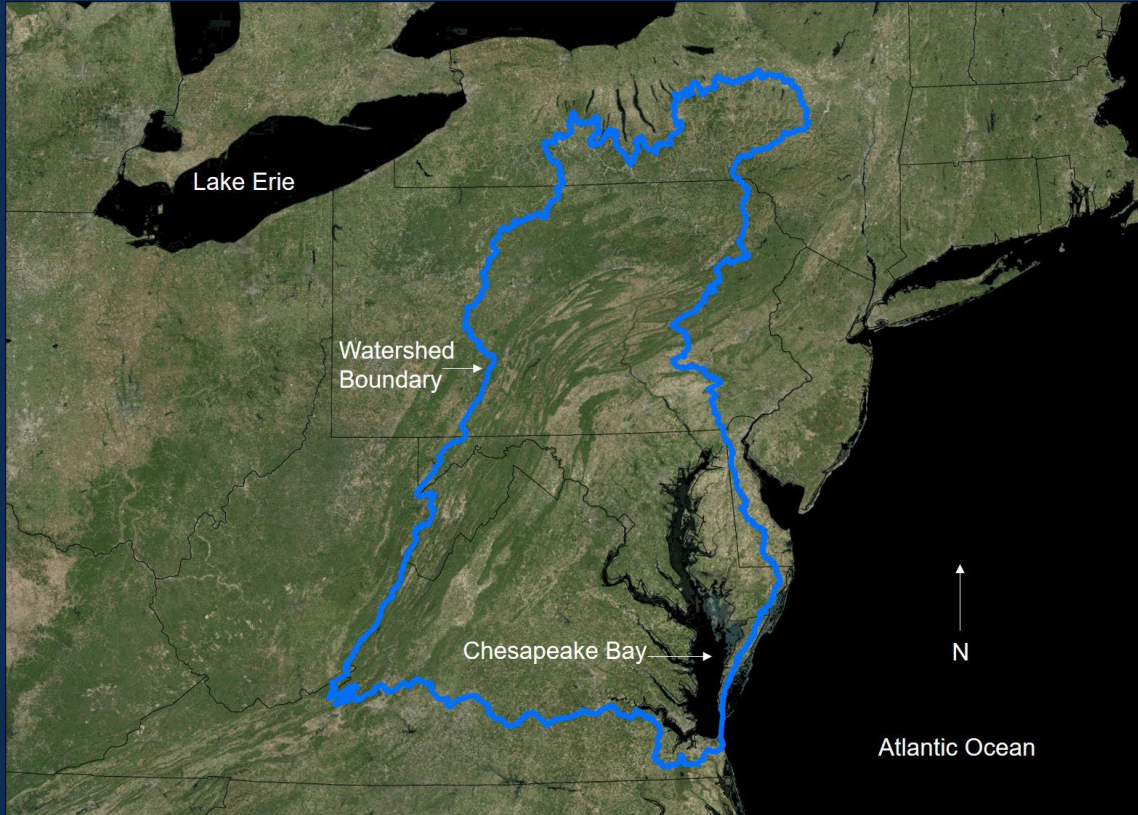 Lake Erie
Watershed
Boundary
Chesapeake Bay
N
Atlantic Ocean